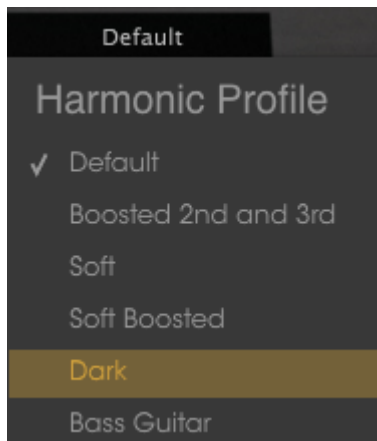 Default
Harmonic Profile
✓ Default
Boosted 2nd and 3rd
Soft
Soft Boosted
Dark
Bass Guitar